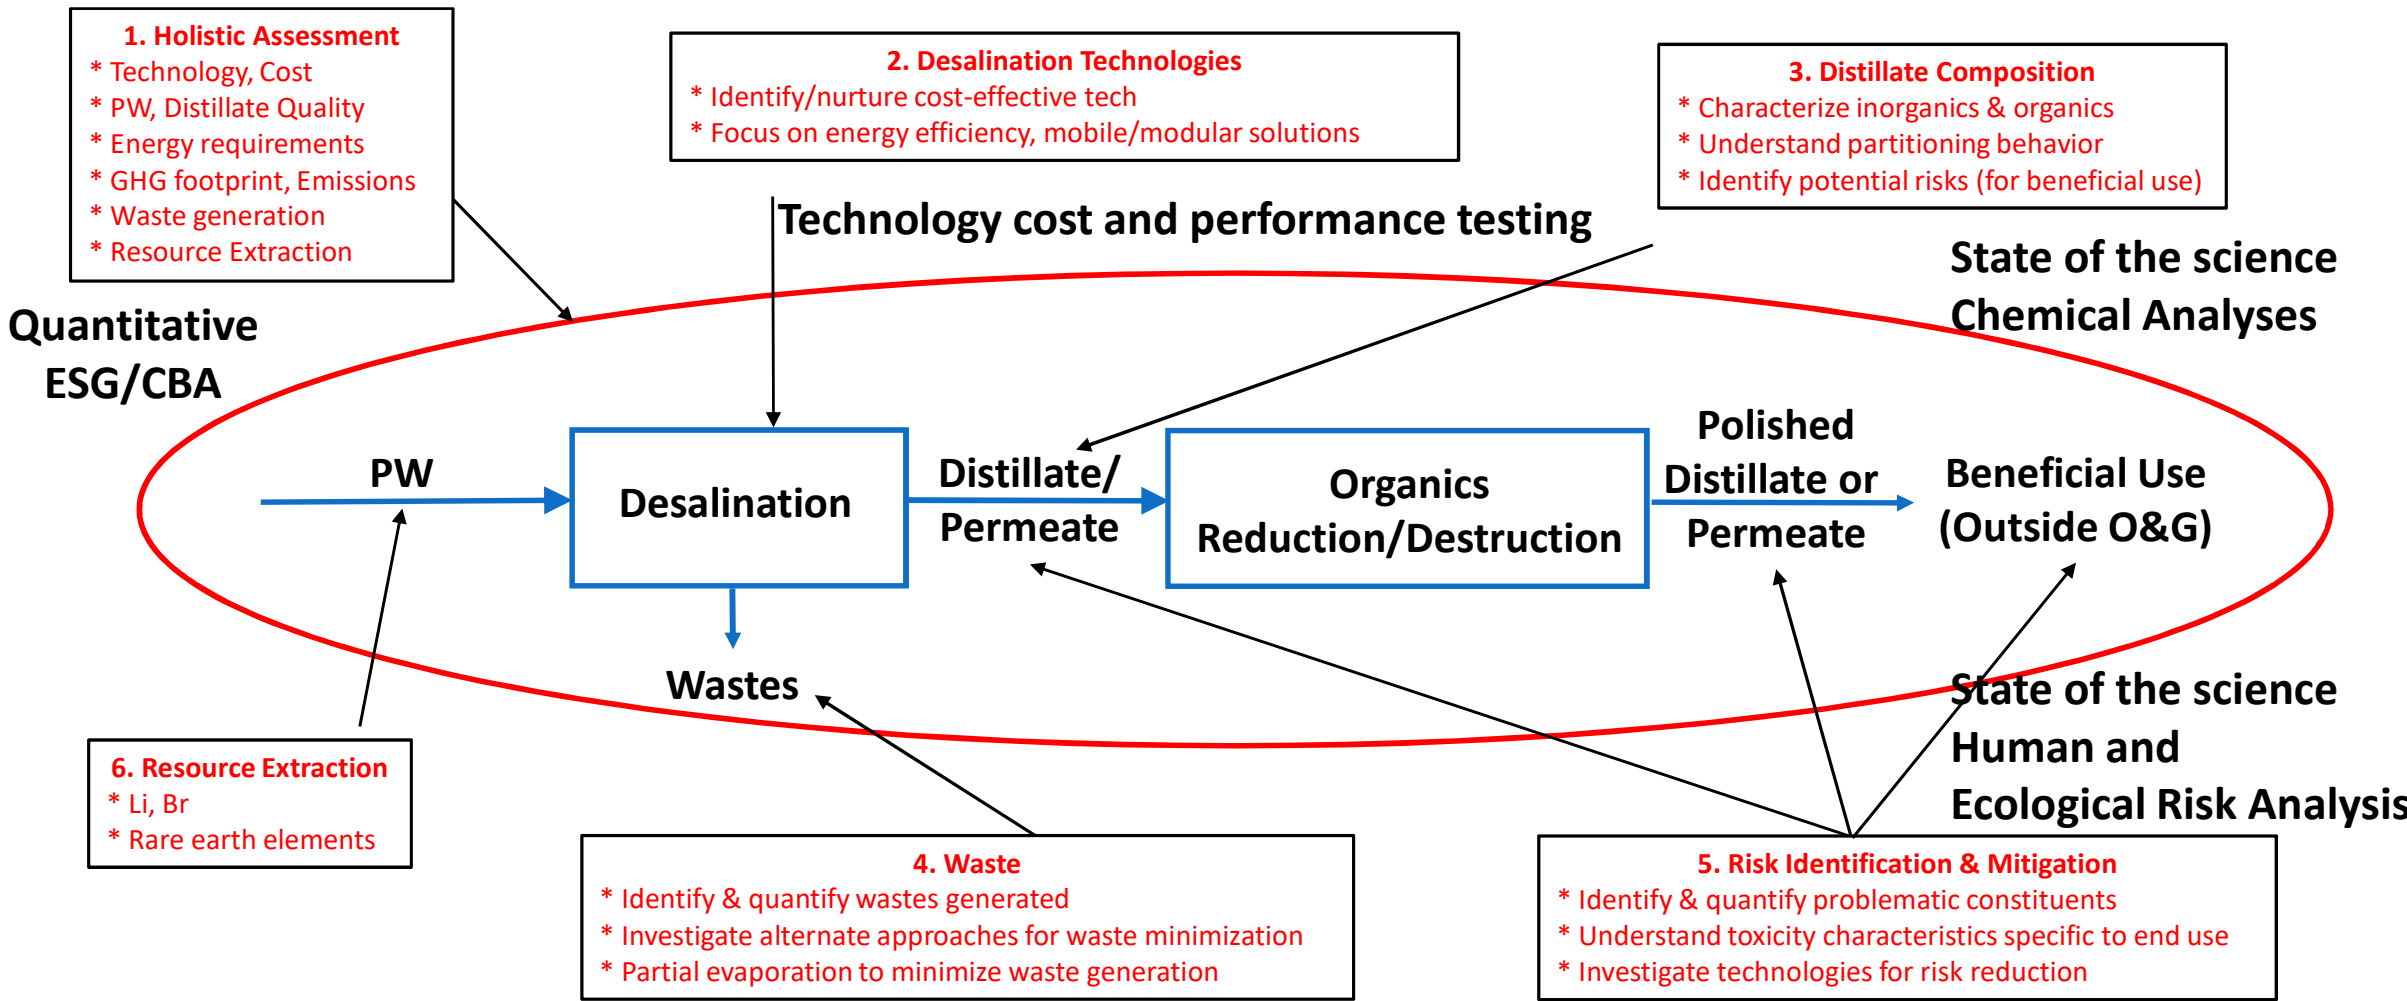 1. Holistic Assessment
* Technology, Cost
* PW, Distillate Quality
* Energy requirements
* GHG footprint, Emissions
* Waste generation
* Resource Extraction
2. Desalination Technologies
* Identify/nurture cost-effective tech
* Focus on energy efficiency, mobile/modular solutions
3. Distillate Composition
* Characterize inorganics & organics
* Understand partitioning behavior
* Identify potential risks (for beneficial use)
Technology cost and performance testing
State of the science
Chemical Analyses
Quantitative
ESG/CBA
PW
Desalination
Distillate/
Permeate
Organics
Reduction/Destruction
Polished
Distillate or
Permeate
Beneficial Use
(Outside O&G)
Wastes
State of the science
Human and
Ecological Risk Analysis
6. Resource Extraction
* Li, Br
* Rare earth elements
4. Waste
* Identify & quantify wastes generated
* Investigate alternate approaches for waste minimization
* Partial evaporation to minimize waste generation
5. Risk Identification & Mitigation
* Identify & quantify problematic constituents
* Understand toxicity characteristics specific to end use
* Investigate technologies for risk reduction